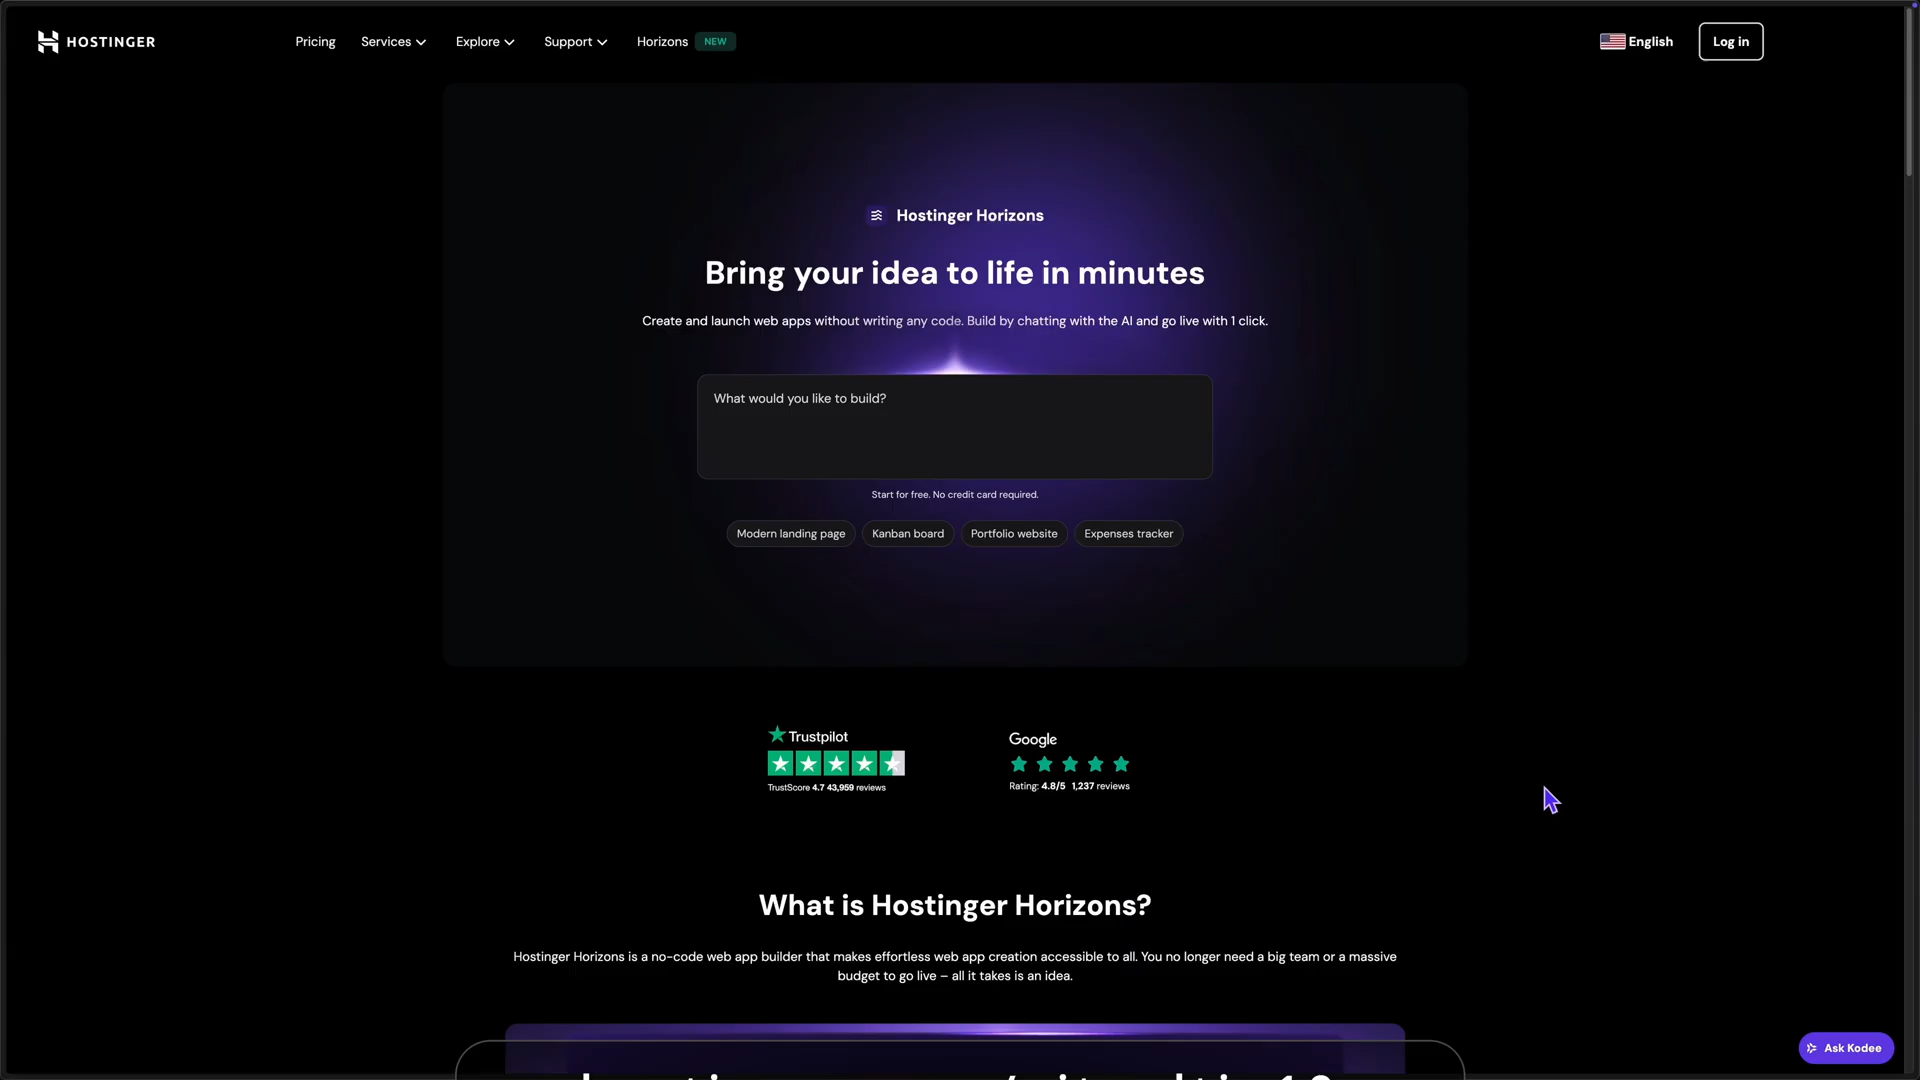 HOSTINGER
Pricing
Services
Explore
Support
Horizons
NEW
English
Log in
Hostinger Horizons
Bring your idea to life in minutes
Create and launch web apps without writing any code. Build by chatting with the AI and go live with 1 click.
What would you like to build?
Start for free. No credit card required.
Modern landing page
Kanban board
Portfolio website
Expenses tracker
Trustpilot
TrustScore 4.7 43,959 reviews
Google
Rating: 4.8/5 1,237 reviews
What is Hostinger Horizons?
Hostinger Horizons is a no-code web app builder that makes effortless web app creation accessible to all. You no longer need a big team or a massive
budget to go live – all it takes is an idea.
Ask Kodee